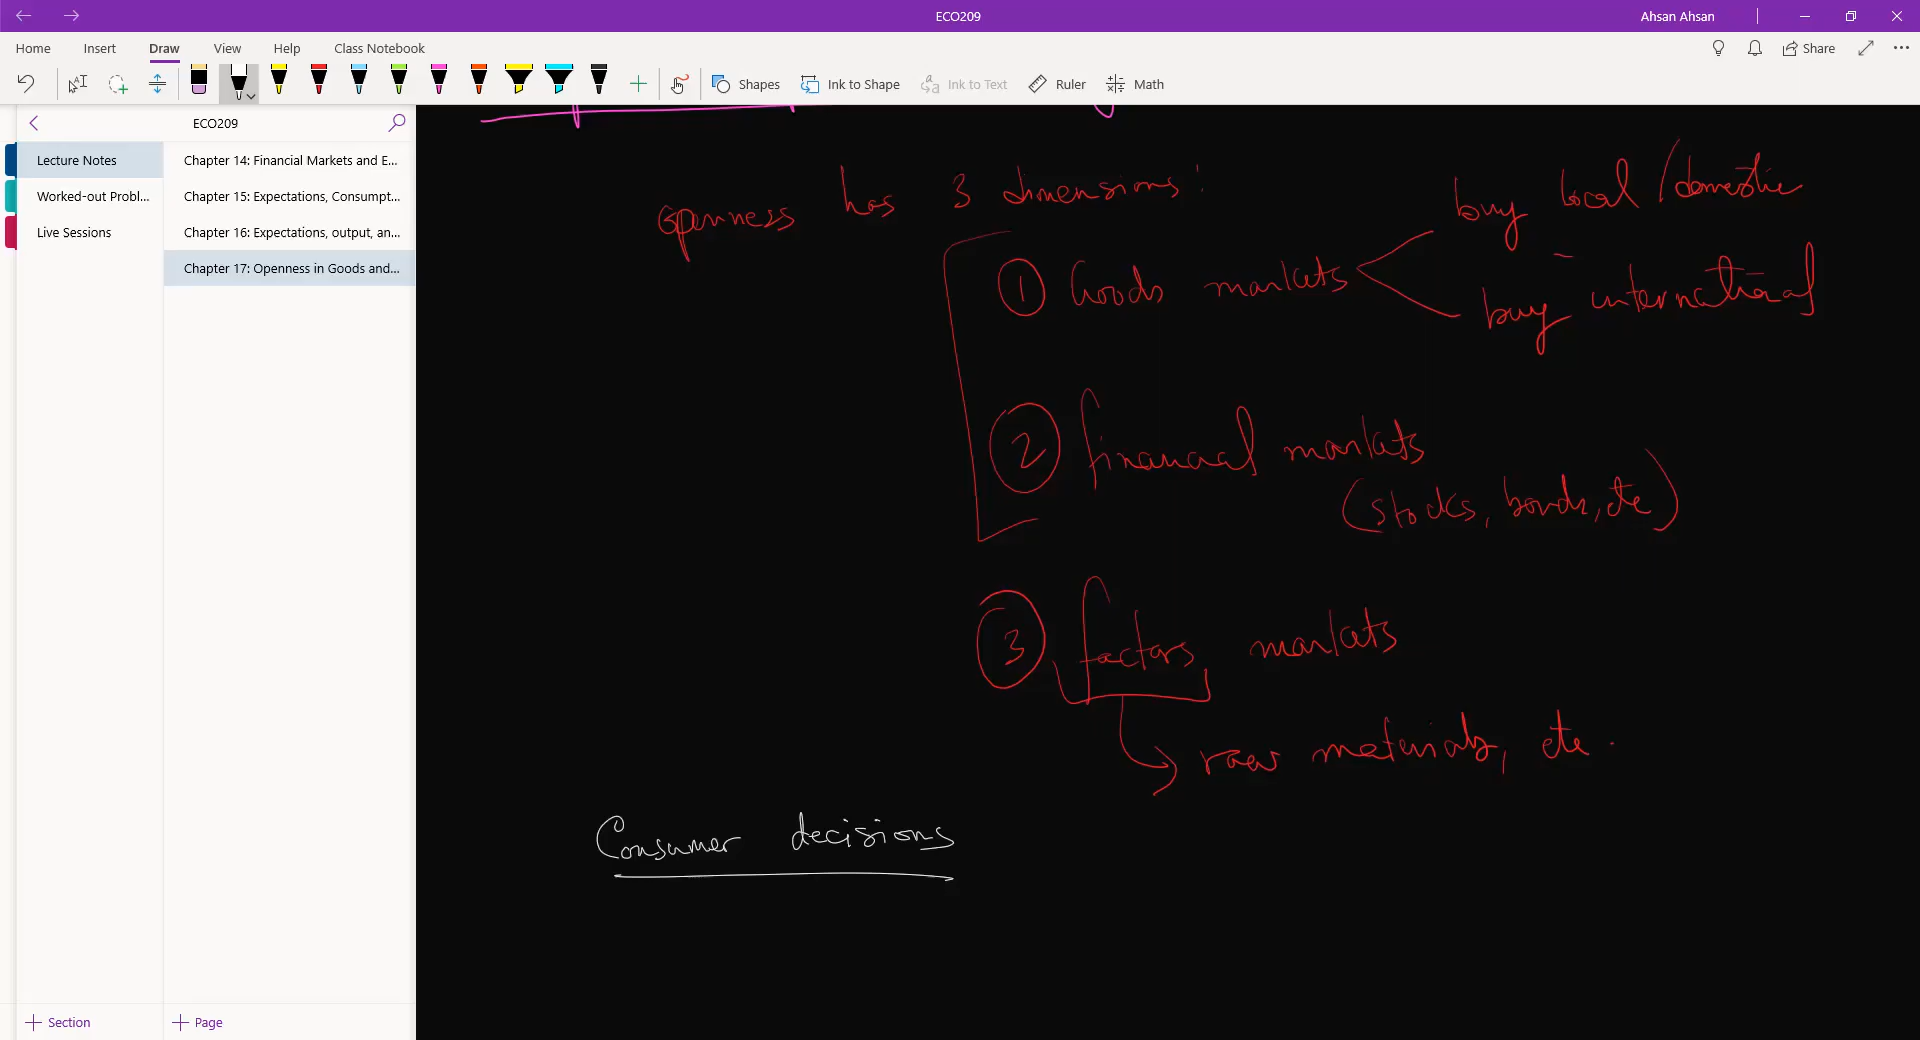 ECO209
Ahsan Ahsan
Home Insert Draw View Help Class Notebook
Share
Shapes Ink to Shape Ink to Text Ruler Math
ECO209
Lecture Notes
Worked-out Probl...
Live Sessions
Chapter 14: Financial Markets and E...
Chapter 15: Expectations, Consumpt...
Chapter 16: Expectations, output, an...
Chapter 17: Openness in Goods and...
openness has 3 dimensions:
1 Goods markets
buy local / domestic
buy international
2 financial markets
(stocks, bonds, etc)
3 factors markets
raw materials, etc.
Consumer decisions
Section
Page